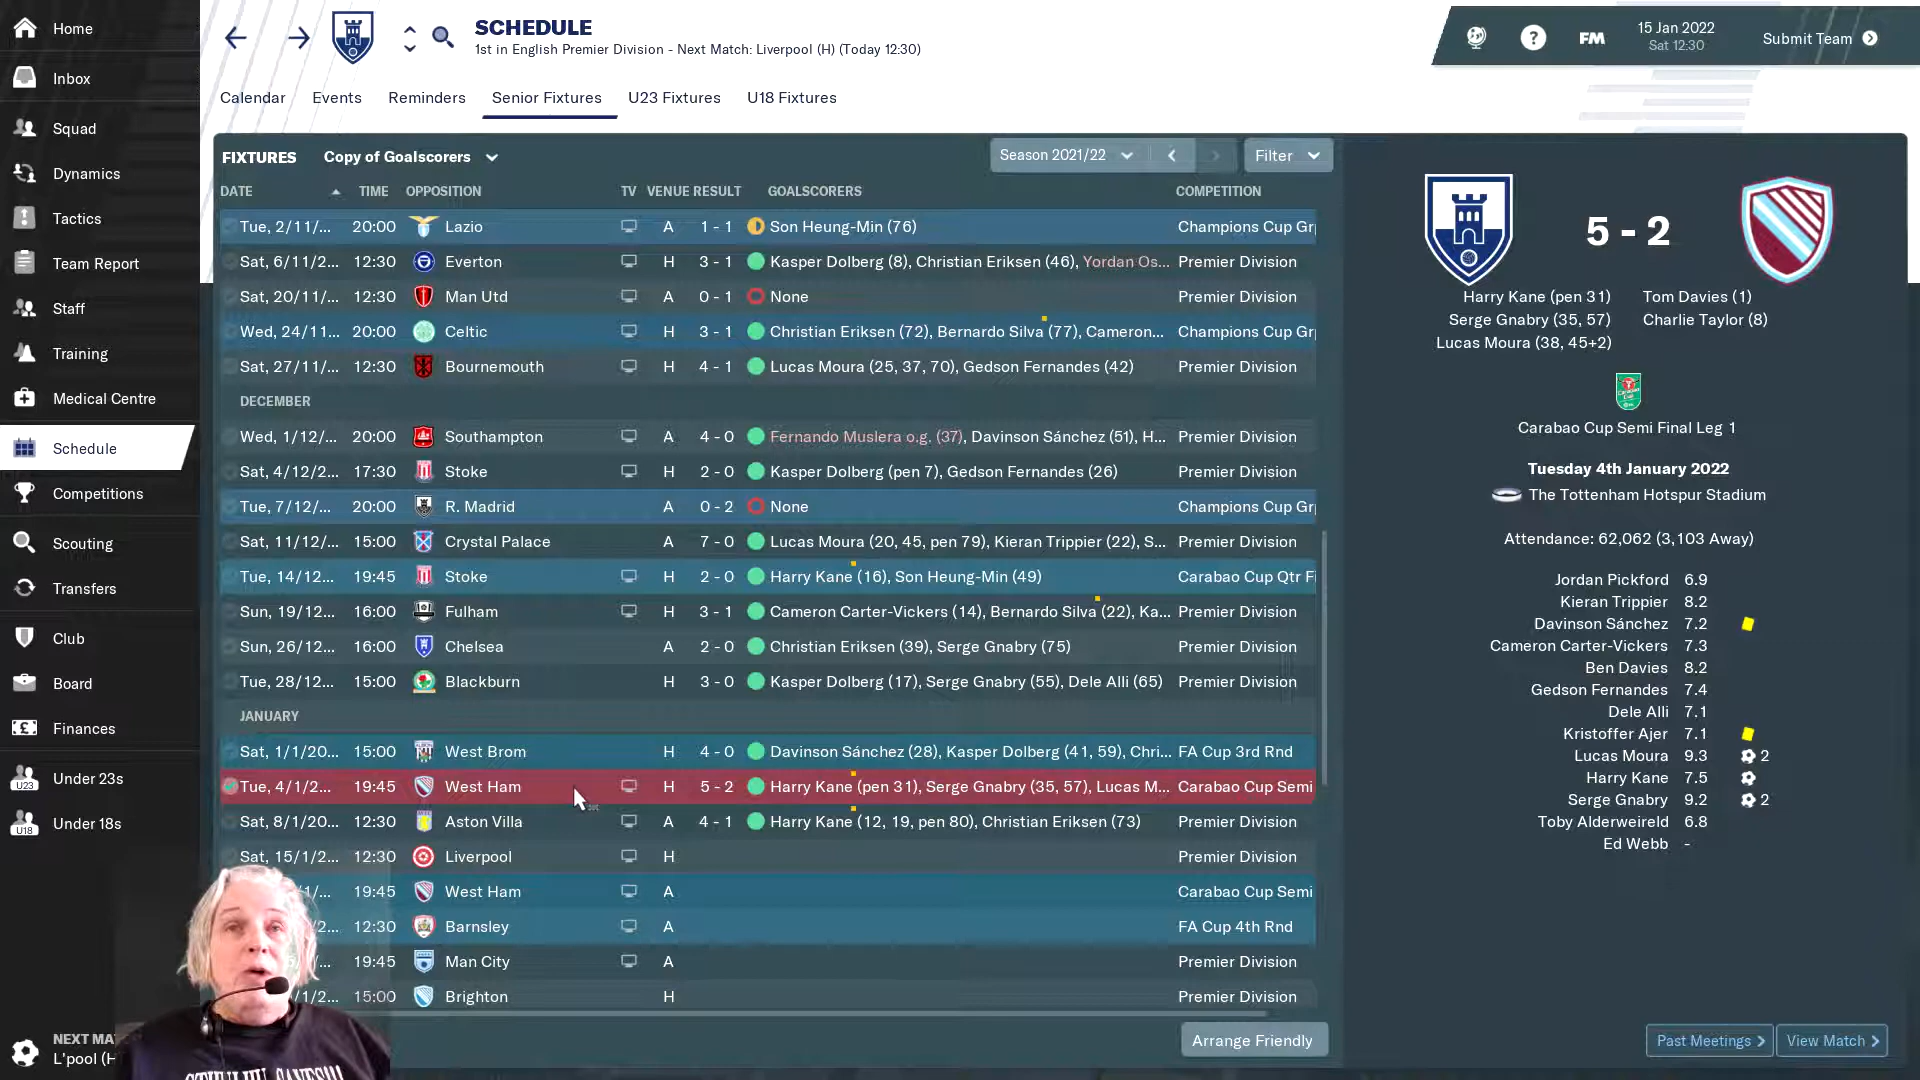 Home
Inbox
Squad
Dynamics
Tactics
Team Report
Staff
Training
Medical Centre
Schedule
Competitions
Scouting
Transfers
Club
Board
Finances
Under 23s
Under 18s
NEXT MA
L'pool (H
SCHEDULE
1st in English Premier Division - Next Match: Liverpool (H) (Today 12:30)
FM
15 Jan 2022
Sat 12:30
Submit Team
Calendar Events Reminders Senior Fixtures U23 Fixtures U18 Fixtures
FIXTURES Copy of Goalscorers Season 2021/22 Filter
DATE TIME OPPOSITION TV VENUE RESULT GOALSCORERS COMPETITION
Tue, 2/11/... 20:00 Lazio A 1 - 1 Son Heung-Min (76) Champions Cup Gr
Sat, 6/11/2... 12:30 Everton H 3 - 1 Kasper Dolberg (8), Christian Eriksen (46), Yordan Os... Premier Division
Sat, 20/11/... 12:30 Man Utd A 0 - 1 None Premier Division
Wed, 24/11... 20:00 Celtic H 3 - 1 Christian Eriksen (72), Bernardo Silva (77), Cameron... Champions Cup Gr
Sat, 27/11/... 12:30 Bournemouth H 4 - 1 Lucas Moura (25, 37, 70), Gedson Fernandes (42) Premier Division
DECEMBER
Wed, 1/12/... 20:00 Southampton A 4 - 0 Fernando Muslera o.g. (37), Davinson Sánchez (51), H... Premier Division
Sat, 4/12/2... 17:30 Stoke H 2 - 0 Kasper Dolberg (pen 7), Gedson Fernandes (26) Premier Division
Tue, 7/12/... 20:00 R. Madrid A 0 - 2 None Champions Cup Gr
Sat, 11/12/... 15:00 Crystal Palace A 7 - 0 Lucas Moura (20, 45, pen 79), Kieran Trippier (22), S... Premier Division
Tue, 14/12... 19:45 Stoke H 2 - 0 Harry Kane (16), Son Heung-Min (49) Carabao Cup Qtr F
Sun, 19/12... 16:00 Fulham H 3 - 1 Cameron Carter-Vickers (14), Bernardo Silva (22), Ka... Premier Division
Sun, 26/12... 16:00 Chelsea A 2 - 0 Christian Eriksen (39), Serge Gnabry (75) Premier Division
Tue, 28/12... 15:00 Blackburn H 3 - 0 Kasper Dolberg (17), Serge Gnabry (55), Dele Alli (65) Premier Division
JANUARY
Sat, 1/1/20... 15:00 West Brom H 4 - 0 Davinson Sánchez (28), Kasper Dolberg (41, 59), Chri... FA Cup 3rd Rnd
Tue, 4/1/2... 19:45 West Ham H 5 - 2 Harry Kane (pen 31), Serge Gnabry (35, 57), Lucas M... Carabao Cup Semi
Sat, 8/1/20... 12:30 Aston Villa A 4 - 1 Harry Kane (12, 19, pen 80), Christian Eriksen (73) Premier Division
Sat, 15/1/2... 12:30 Liverpool H Premier Division
19:45 West Ham A Carabao Cup Semi
12:30 Barnsley A FA Cup 4th Rnd
19:45 Man City A Premier Division
/1/2... 15:00 Brighton H Premier Division
Arrange Friendly
5 - 2
Harry Kane (pen 31) Tom Davies (1)
Serge Gnabry (35, 57) Charlie Taylor (8)
Lucas Moura (38, 45+2)
Carabao Cup Semi Final Leg 1
Tuesday 4th January 2022
The Tottenham Hotspur Stadium
Attendance: 62,062 (3,103 Away)
Jordan Pickford 6.9
Kieran Trippier 8.2
Davinson Sánchez 7.2
Cameron Carter-Vickers 7.3
Ben Davies 8.2
Gedson Fernandes 7.4
Dele Alli 7.1
Kristoffer Ajer 7.1
Lucas Moura 9.3 2
Harry Kane 7.5
Serge Gnabry 9.2 2
Toby Alderweireld 6.8
Ed Webb -
Past Meetings View Match